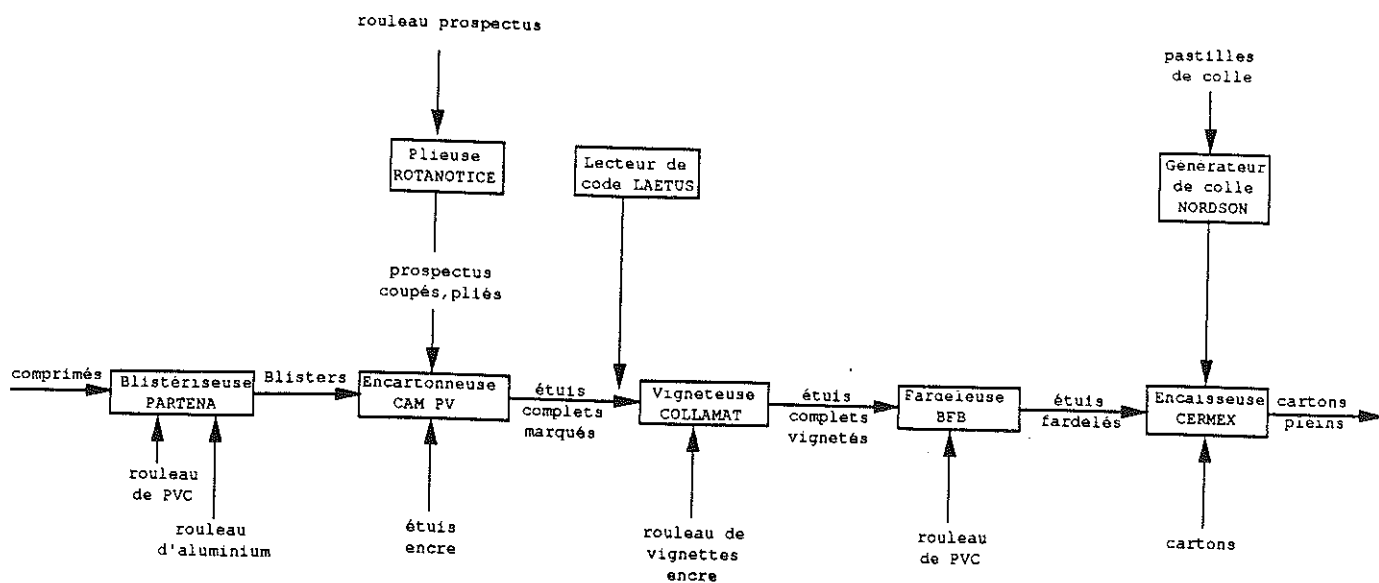 rouleau prospectus
pastilles
de colle
Plieuse
ROTANOTICE
Lecteur de
code LAETUS
Générateur
de colle
NORDSON
prospectus
coupés,pliés
comprimés
Blistériseuse
PARTENA
Blisters
Encartonneuse
CAM PV
étuis
complets
marqués
Vigneteuse
COLLAMAT
étuis
complets
vignetés
Fardeleuse
BFB
étuis
fardelés
Encaisseuse
CERMEX
cartons
pleins
rouleau
de PVC
rouleau
d'aluminium
étuis
encre
rouleau de
vignettes
encre
rouleau
de PVC
cartons